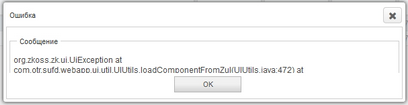 Ошибка
Сообщение
org.zkoss.zk.ui.UiException at
com.otr.sufd.webapp.ui.util.UIUtils.loadComponentFromZul(UIUtils.java:472) at
OK